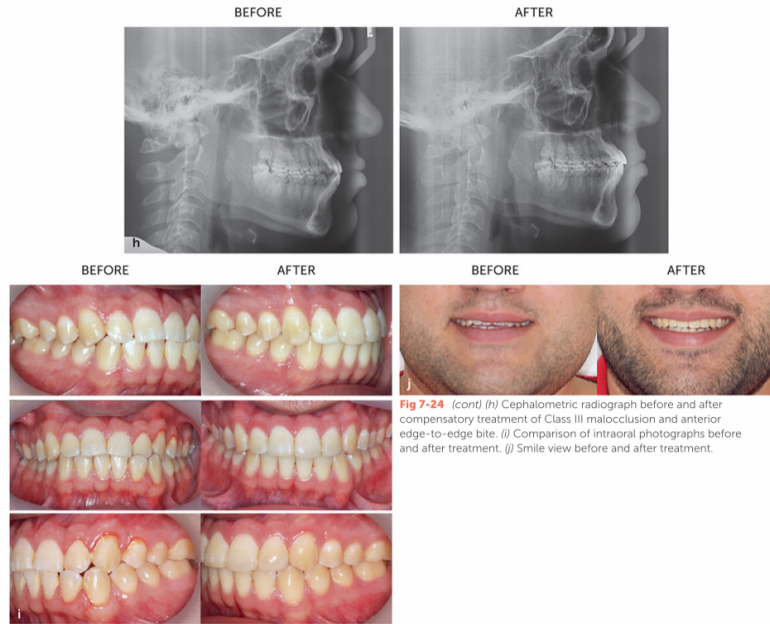 BEFORE
AFTER
h
BEFORE
AFTER
i
BEFORE
AFTER
j
Fig 7-24 (cont) (h) Cephalometric radiograph before and after
compensatory treatment of Class III malocclusion and anterior
edge-to-edge bite. (i) Comparison of intraoral photographs before
and after treatment. (j) Smile view before and after treatment.